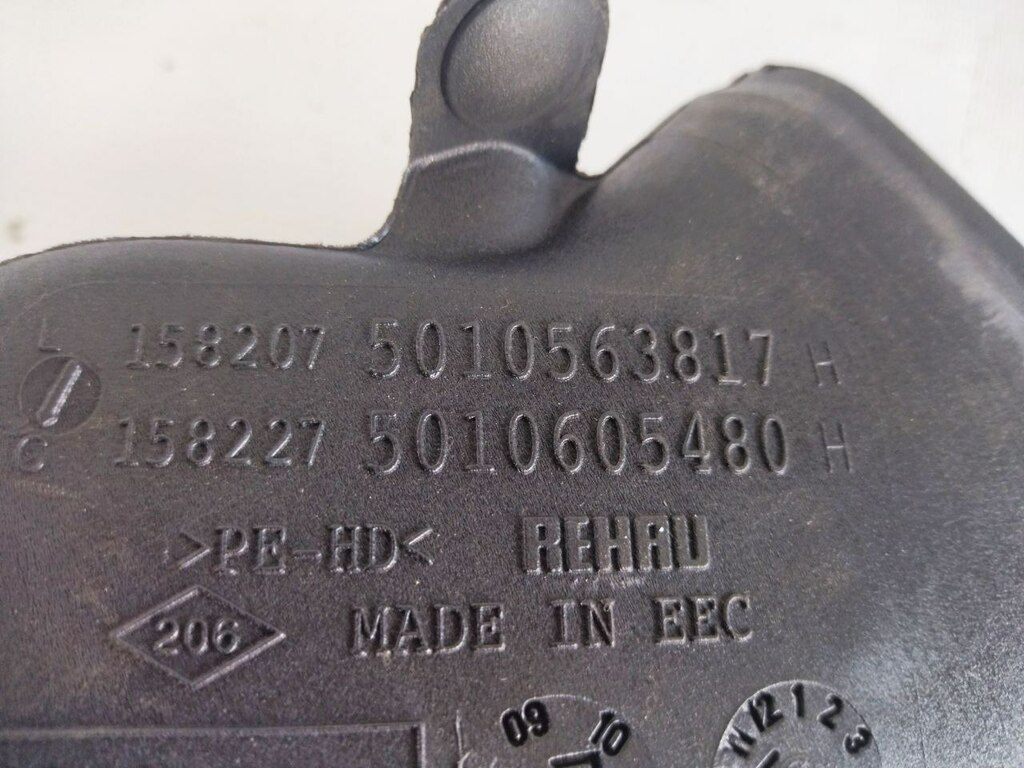 L 158207 5010563817 H
G 158227 5010605480 H
>PE-HD< REHAU
206 MADE IN EEC
09 10 12 1 2 3